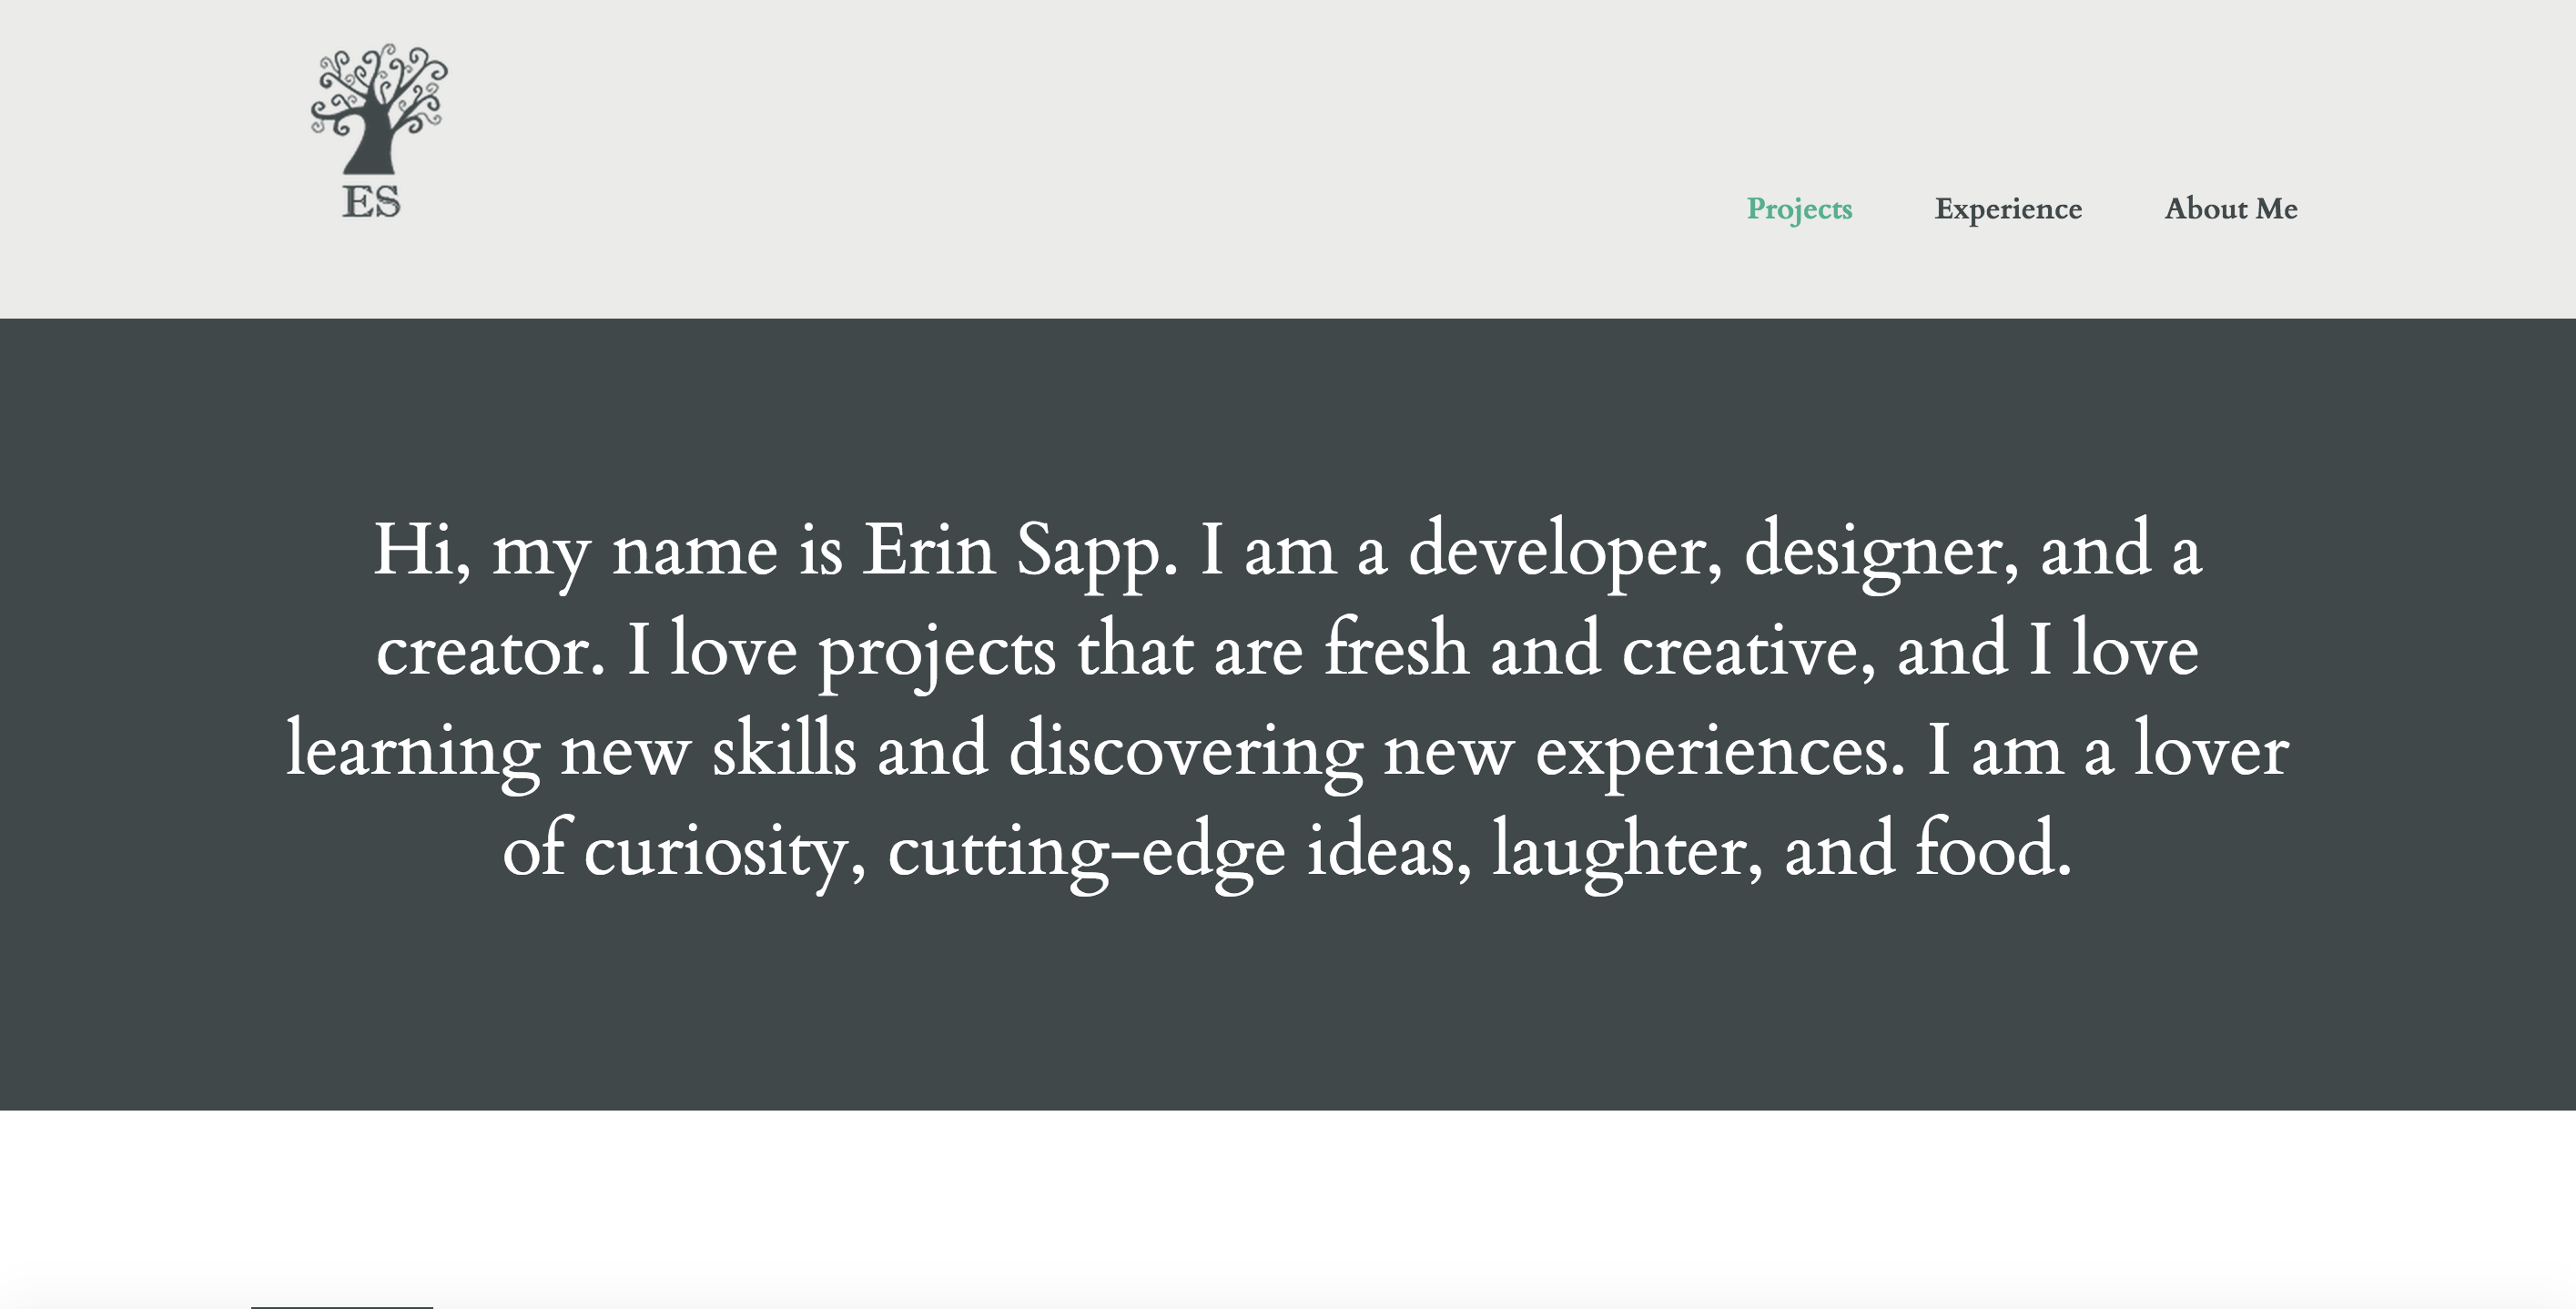 ES
Projects Experience About Me
Hi, my name is Erin Sapp. I am a developer, designer, and a
creator. I love projects that are fresh and creative, and I love
learning new skills and discovering new experiences. I am a lover
of curiosity, cutting-edge ideas, laughter, and food.